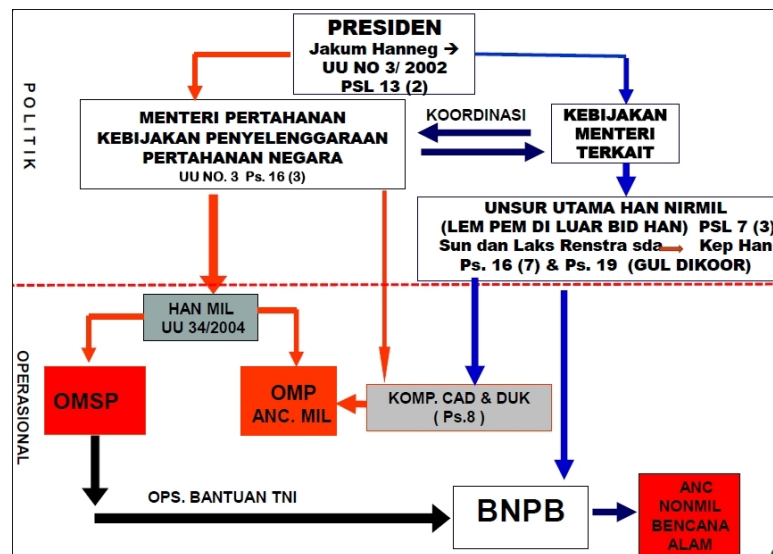 PRESIDEN
Jakum Hanneg →
UU NO 3/ 2002
PSL 13 (2)
POLITIK
MENTERI PERTAHANAN
KEBIJAKAN PENYELENGGARAAN
PERTAHANAN NEGARA
UU NO. 3 Ps. 16 (3)
KOORDINASI
KEBIJAKAN
MENTERI
TERKAIT
UNSUR UTAMA HAN NIRMIL
(LEM PEM DI LUAR BID HAN) PSL 7 (3)
Sun dan Laks Renstra sda → Kep Han
Ps. 16 (7) & Ps. 19 (GUL DIKOOR)
OPERASIONAL
HAN MIL
UU 34/2004
OMSP
OMP
ANC. MIL
KOMP. CAD & DUK
( Ps.8 )
OPS. BANTUAN TNI
BNPB
ANC
NONMIL
BENCANA
ALAM